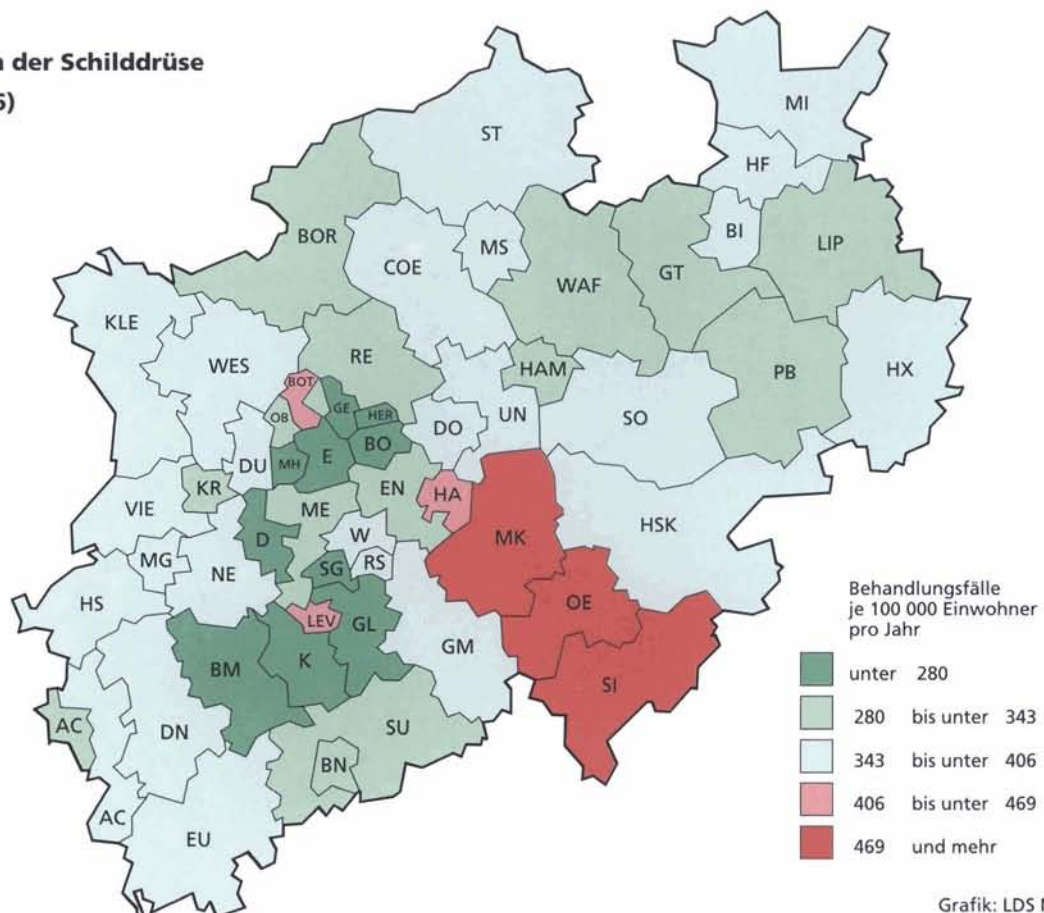 der Schilddrüse
MI
ST
HF
BI
LIP
BOR
MS
COE
WAF
GT
KLE
WES
RE
HAM
PB
HX
BOT
OB
GE
HER
DO
UN
SO
BO
MH
E
DU
KR
EN
HA
HSK
VIE
ME
D
W
MK
MG
NE
SG
RS
HS
OE
LEV
GL
BM
K
GM
SI
AC
DN
SU
BN
AC
EU
Behandlungsfälle
je 100 000 Einwohner
pro Jahr
unter 280
280 bis unter 343
343 bis unter 406
406 bis unter 469
469 und mehr
Grafik: LDS